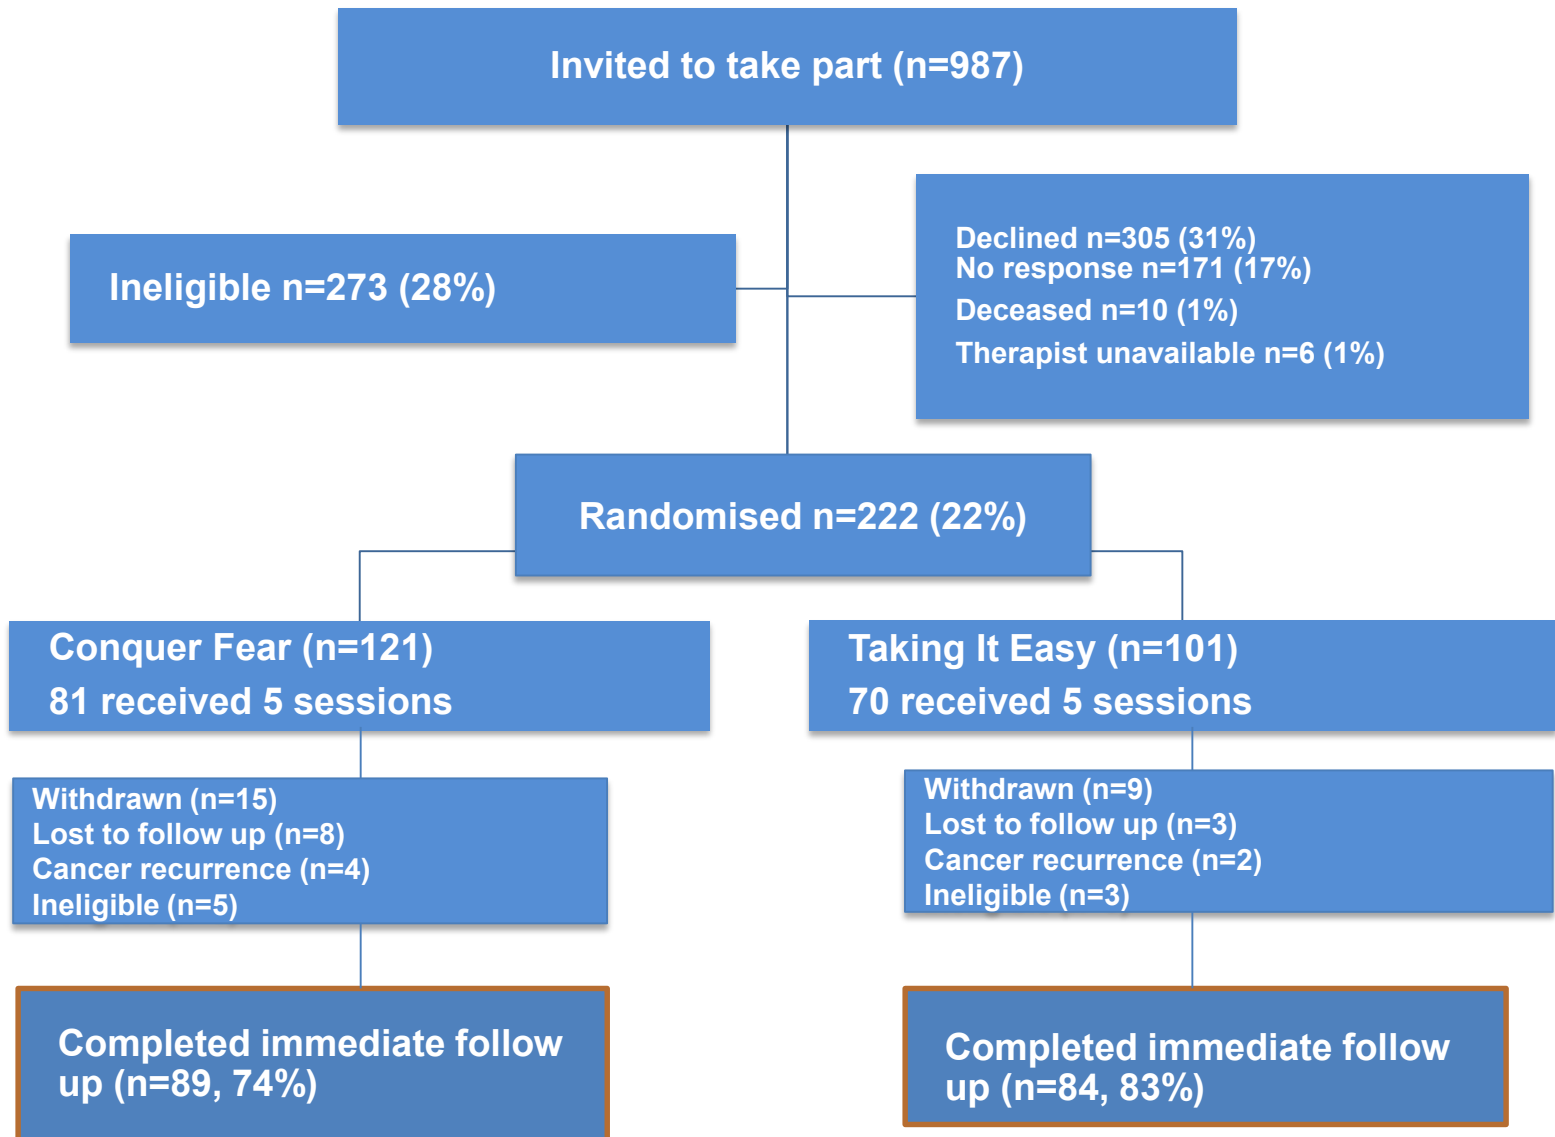 Invited to take part (n=987)
Ineligible n=273 (28%)
Declined n=305 (31%)
No response n=171 (17%)
Deceased n=10 (1%)
Therapist unavailable n=6 (1%)
Randomised n=222 (22%)
Conquer Fear (n=121)
81 received 5 sessions
Taking It Easy (n=101)
70 received 5 sessions
Withdrawn (n=15)
Lost to follow up (n=8)
Cancer recurrence (n=4)
Ineligible (n=5)
Withdrawn (n=9)
Lost to follow up (n=3)
Cancer recurrence (n=2)
Ineligible (n=3)
Completed immediate follow
up (n=89, 74%)
Completed immediate follow
up (n=84, 83%)